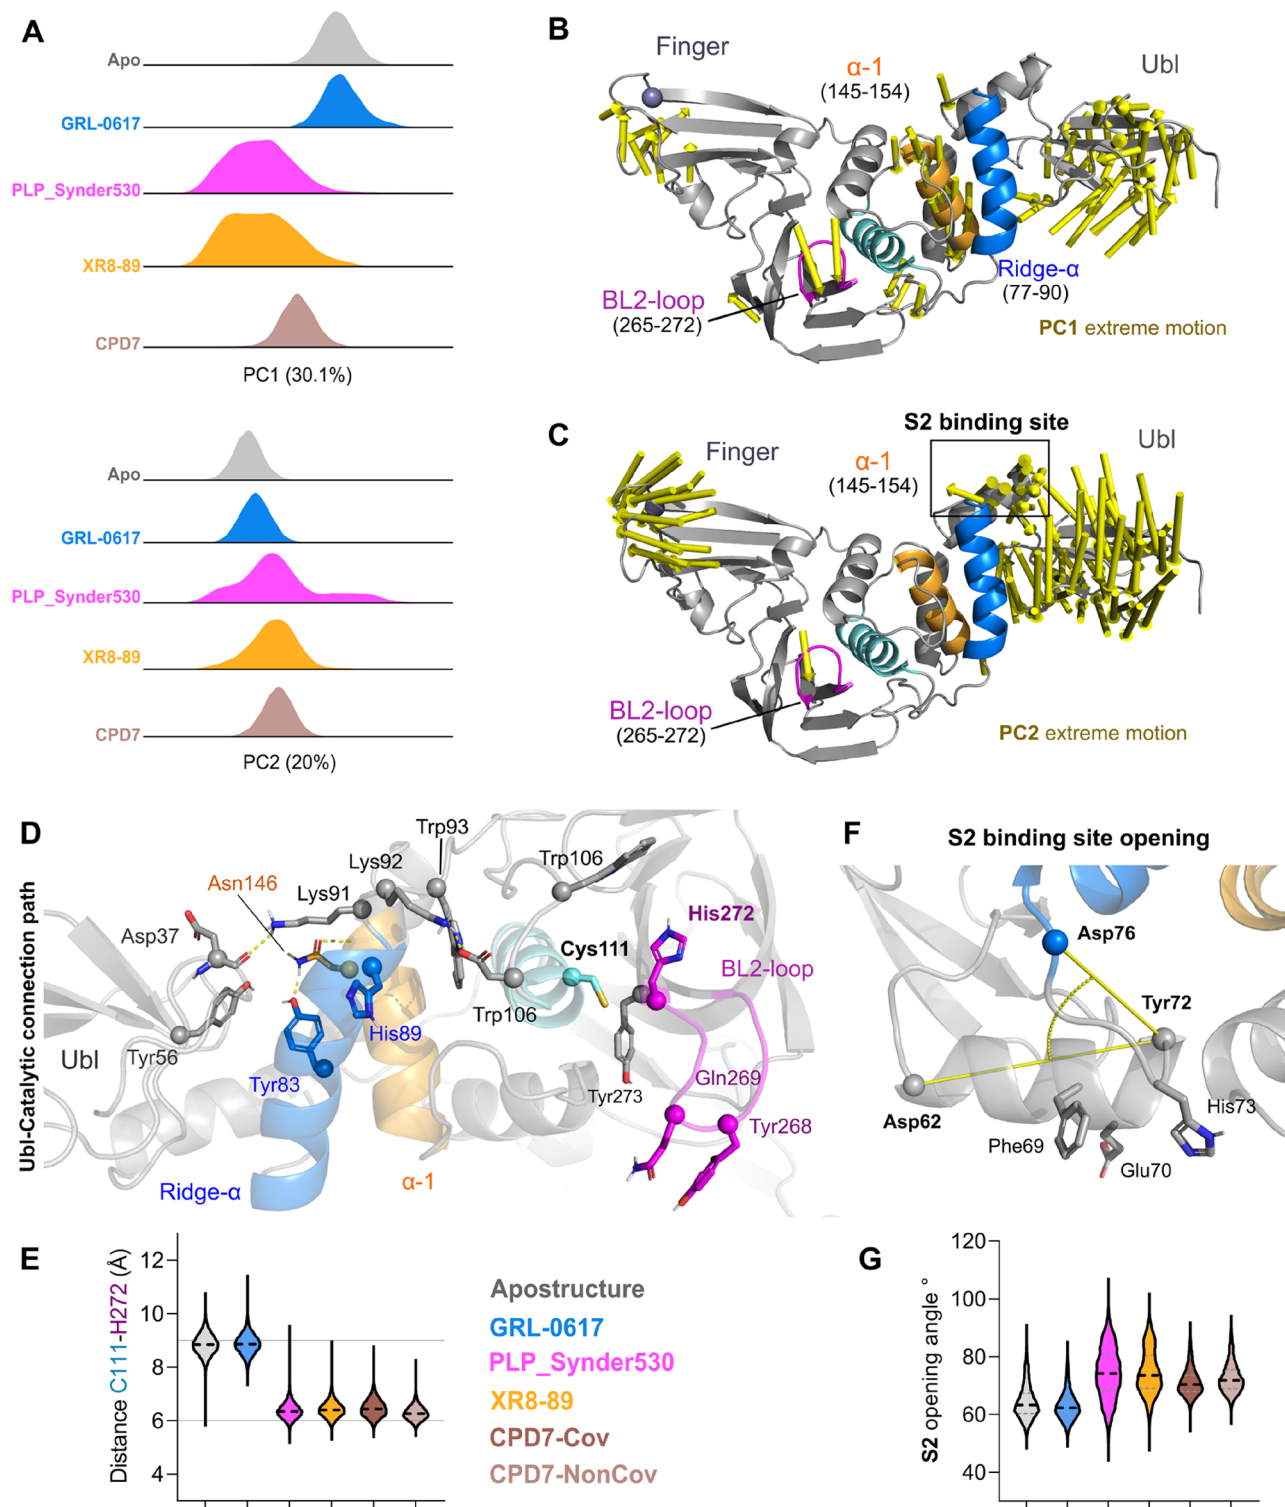 A
Apo
GRL-0617
PLP_Synder530
XR8-89
CPD7
PC1 (30.1%)
Apo
GRL-0617
PLP_Synder530
XR8-89
CPD7
PC2 (20%)
B
Finger
α-1
(145-154)
Ubl
BL2-loop
(265-272)
Ridge-α
(77-90)
PC1 extreme motion
C
S2 binding site
Finger
α-1
(145-154)
Ubl
BL2-loop
(265-272)
PC2 extreme motion
D
Ubl-Catalytic connection path
Trp93
Lys92
Trp106
Asn146
Lys91
His272
Asp37
Cys111
BL2-loop
Trp106
His89
Ubl
Tyr56
Tyr83
Gln269
Tyr273
Tyr268
Ridge-α
α-1
F
S2 binding site opening
Asp76
Tyr72
Asp62
His73
Phe69
Glu70
E
Distance C111-H272 (Å)
12
10
8
6
4
Apostructure
GRL-0617
PLP_Synder530
XR8-89
CPD7-Cov
CPD7-NonCov
G
S2 opening angle °
120
100
80
60
40